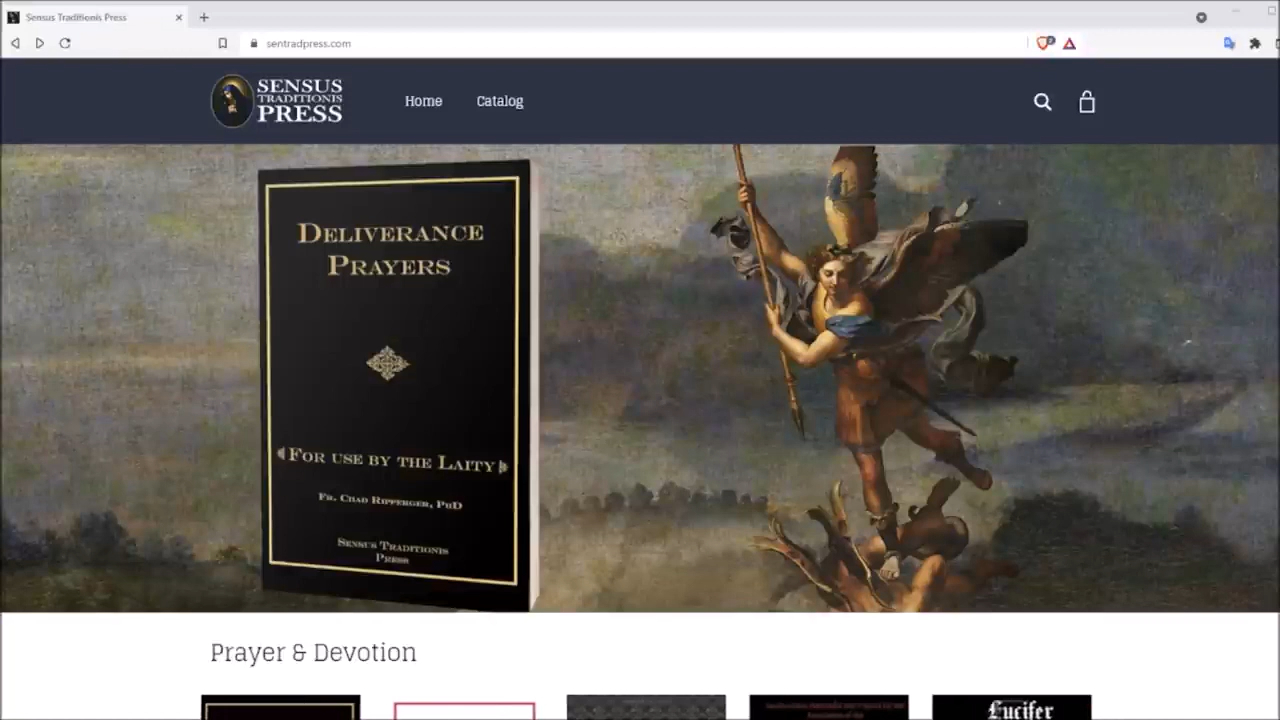 Sensus Traditionis Press
sentradpress.com
SENSUS
TRADITIONIS
PRESS
Home
Catalog
DELIVERANCE
PRAYERS
FOR USE BY THE LAITY
FR. CHAD RIPPERGER, PHD
SENSUS TRADITIONIS
PRESS
Prayer & Devotion
Lucifer